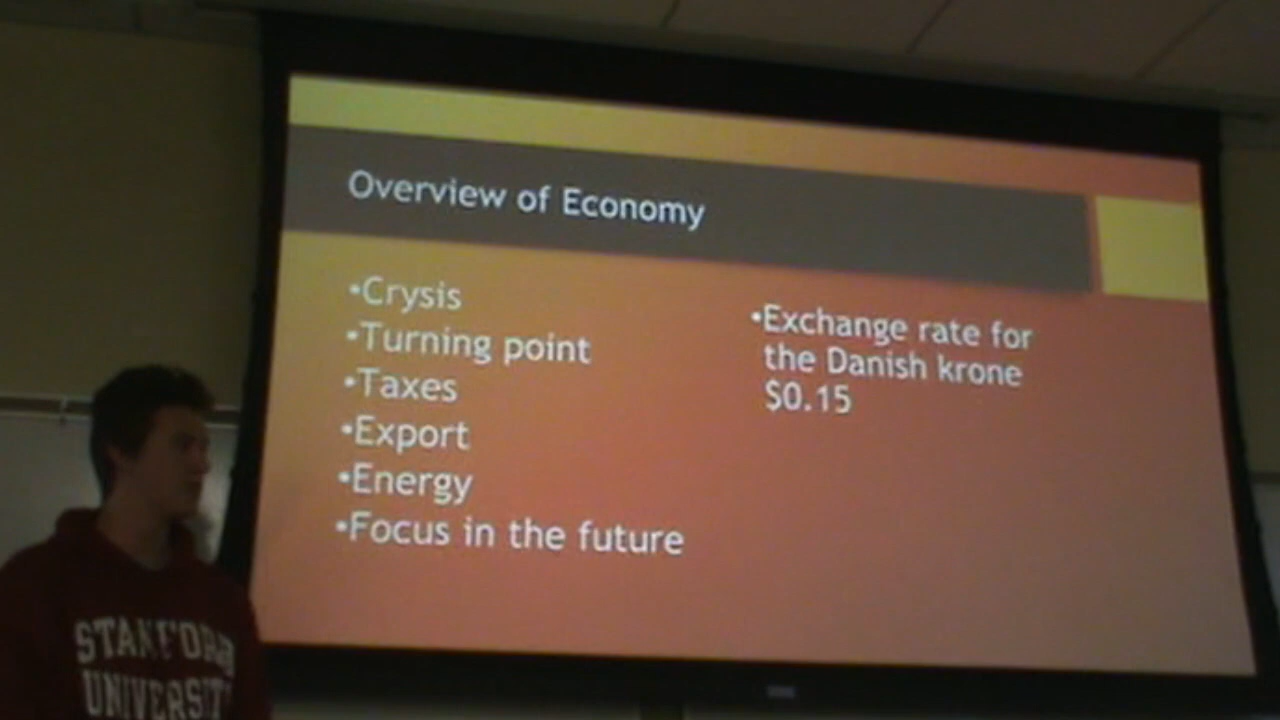 Overview of Economy
•Crysis
•Turning point
•Taxes
•Export
•Energy
•Focus in the future
•Exchange rate for
the Danish krone
$0.15
STANFORD
UNIVERSITY